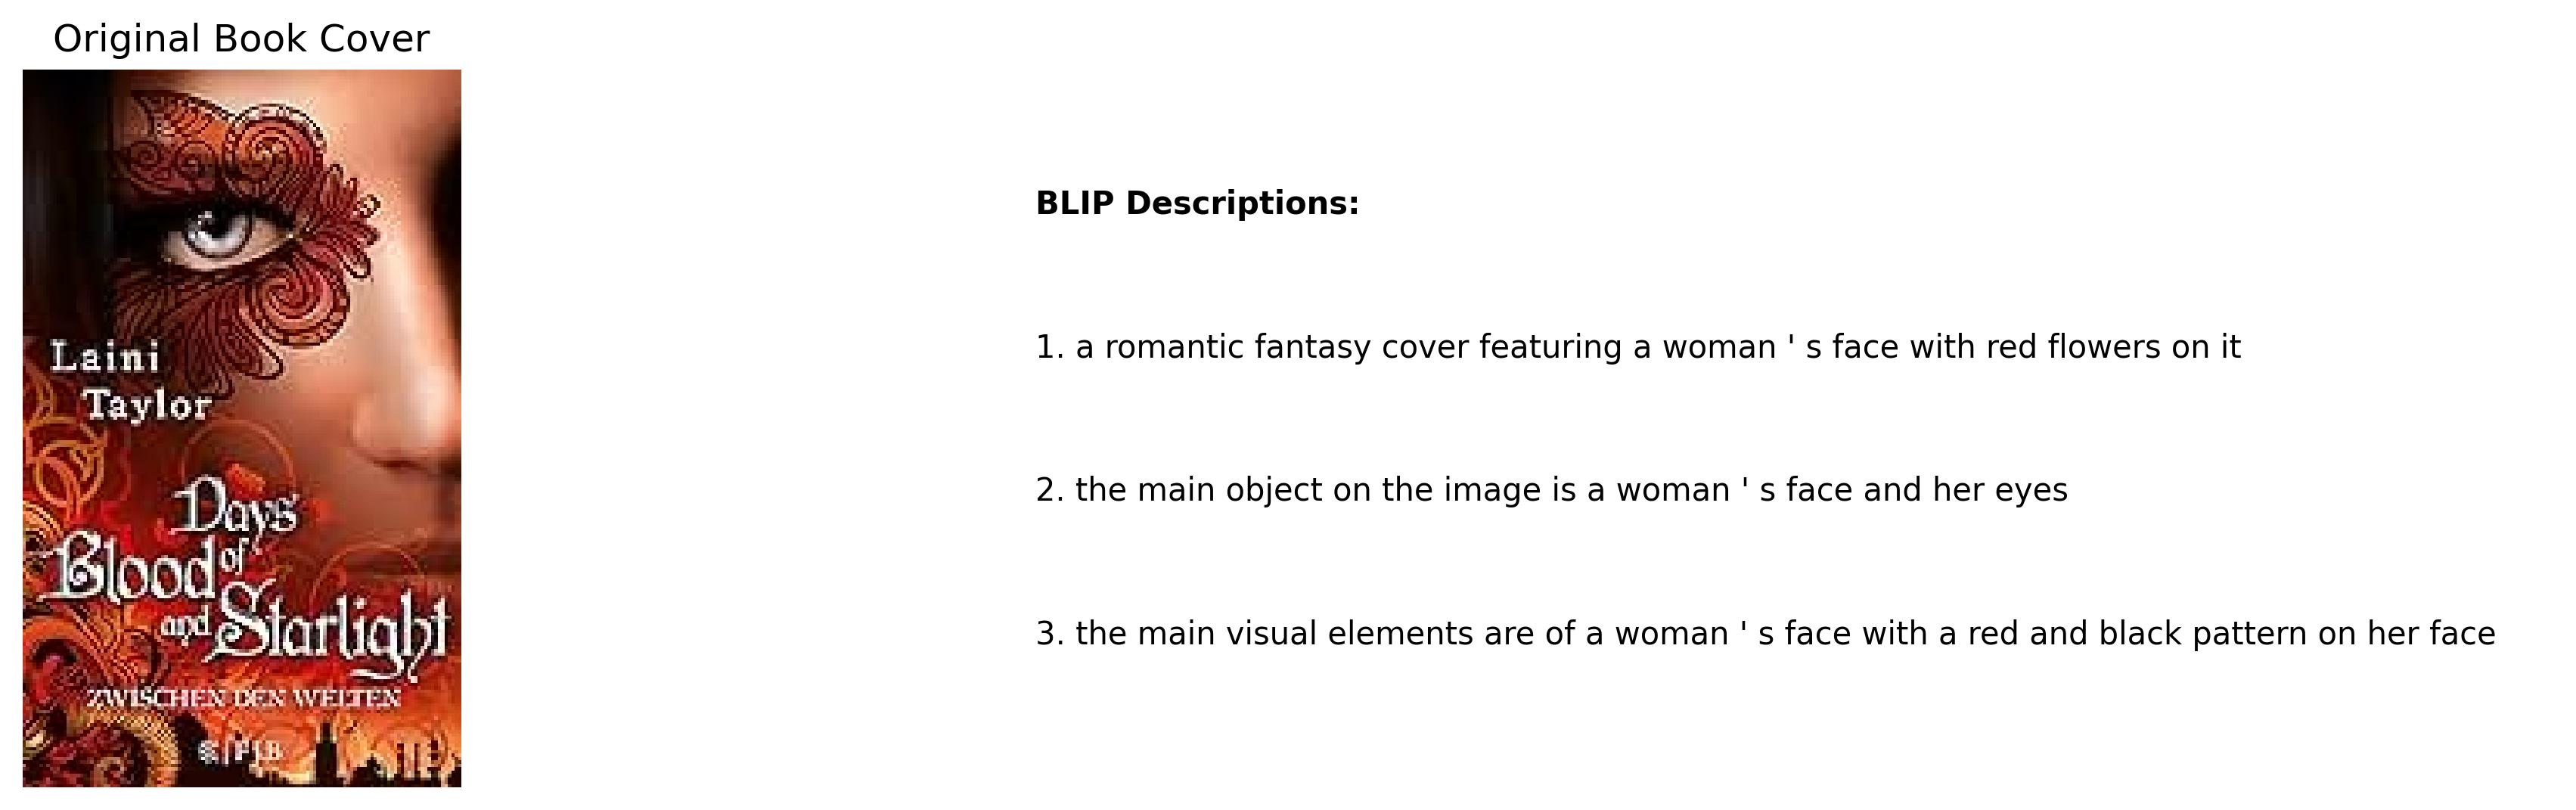 Original Book Cover
Laini
Taylor
Days
Blood of
and Starlight
ZWISCHEN DEN WELTEN
BLIP Descriptions:
1. a romantic fantasy cover featuring a woman ' s face with red flowers on it
2. the main object on the image is a woman ' s face and her eyes
3. the main visual elements are of a woman ' s face with a red and black pattern on her face